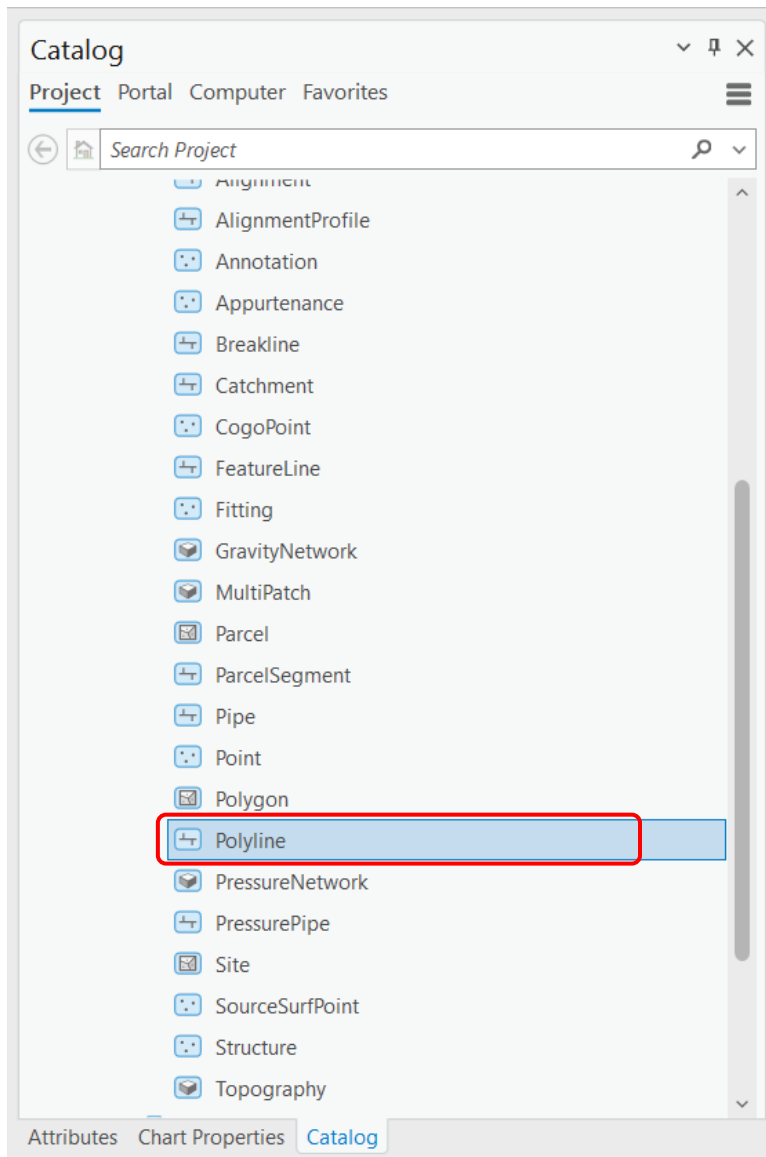 Catalog
Project Portal Computer Favorites
Search Project
Alignment
AlignmentProfile
Annotation
Appurtenance
Breakline
Catchment
CogoPoint
FeatureLine
Fitting
GravityNetwork
MultiPatch
Parcel
ParcelSegment
Pipe
Point
Polygon
Polyline
PressureNetwork
PressurePipe
Site
SourceSurfPoint
Structure
Topography
Attributes Chart Properties Catalog